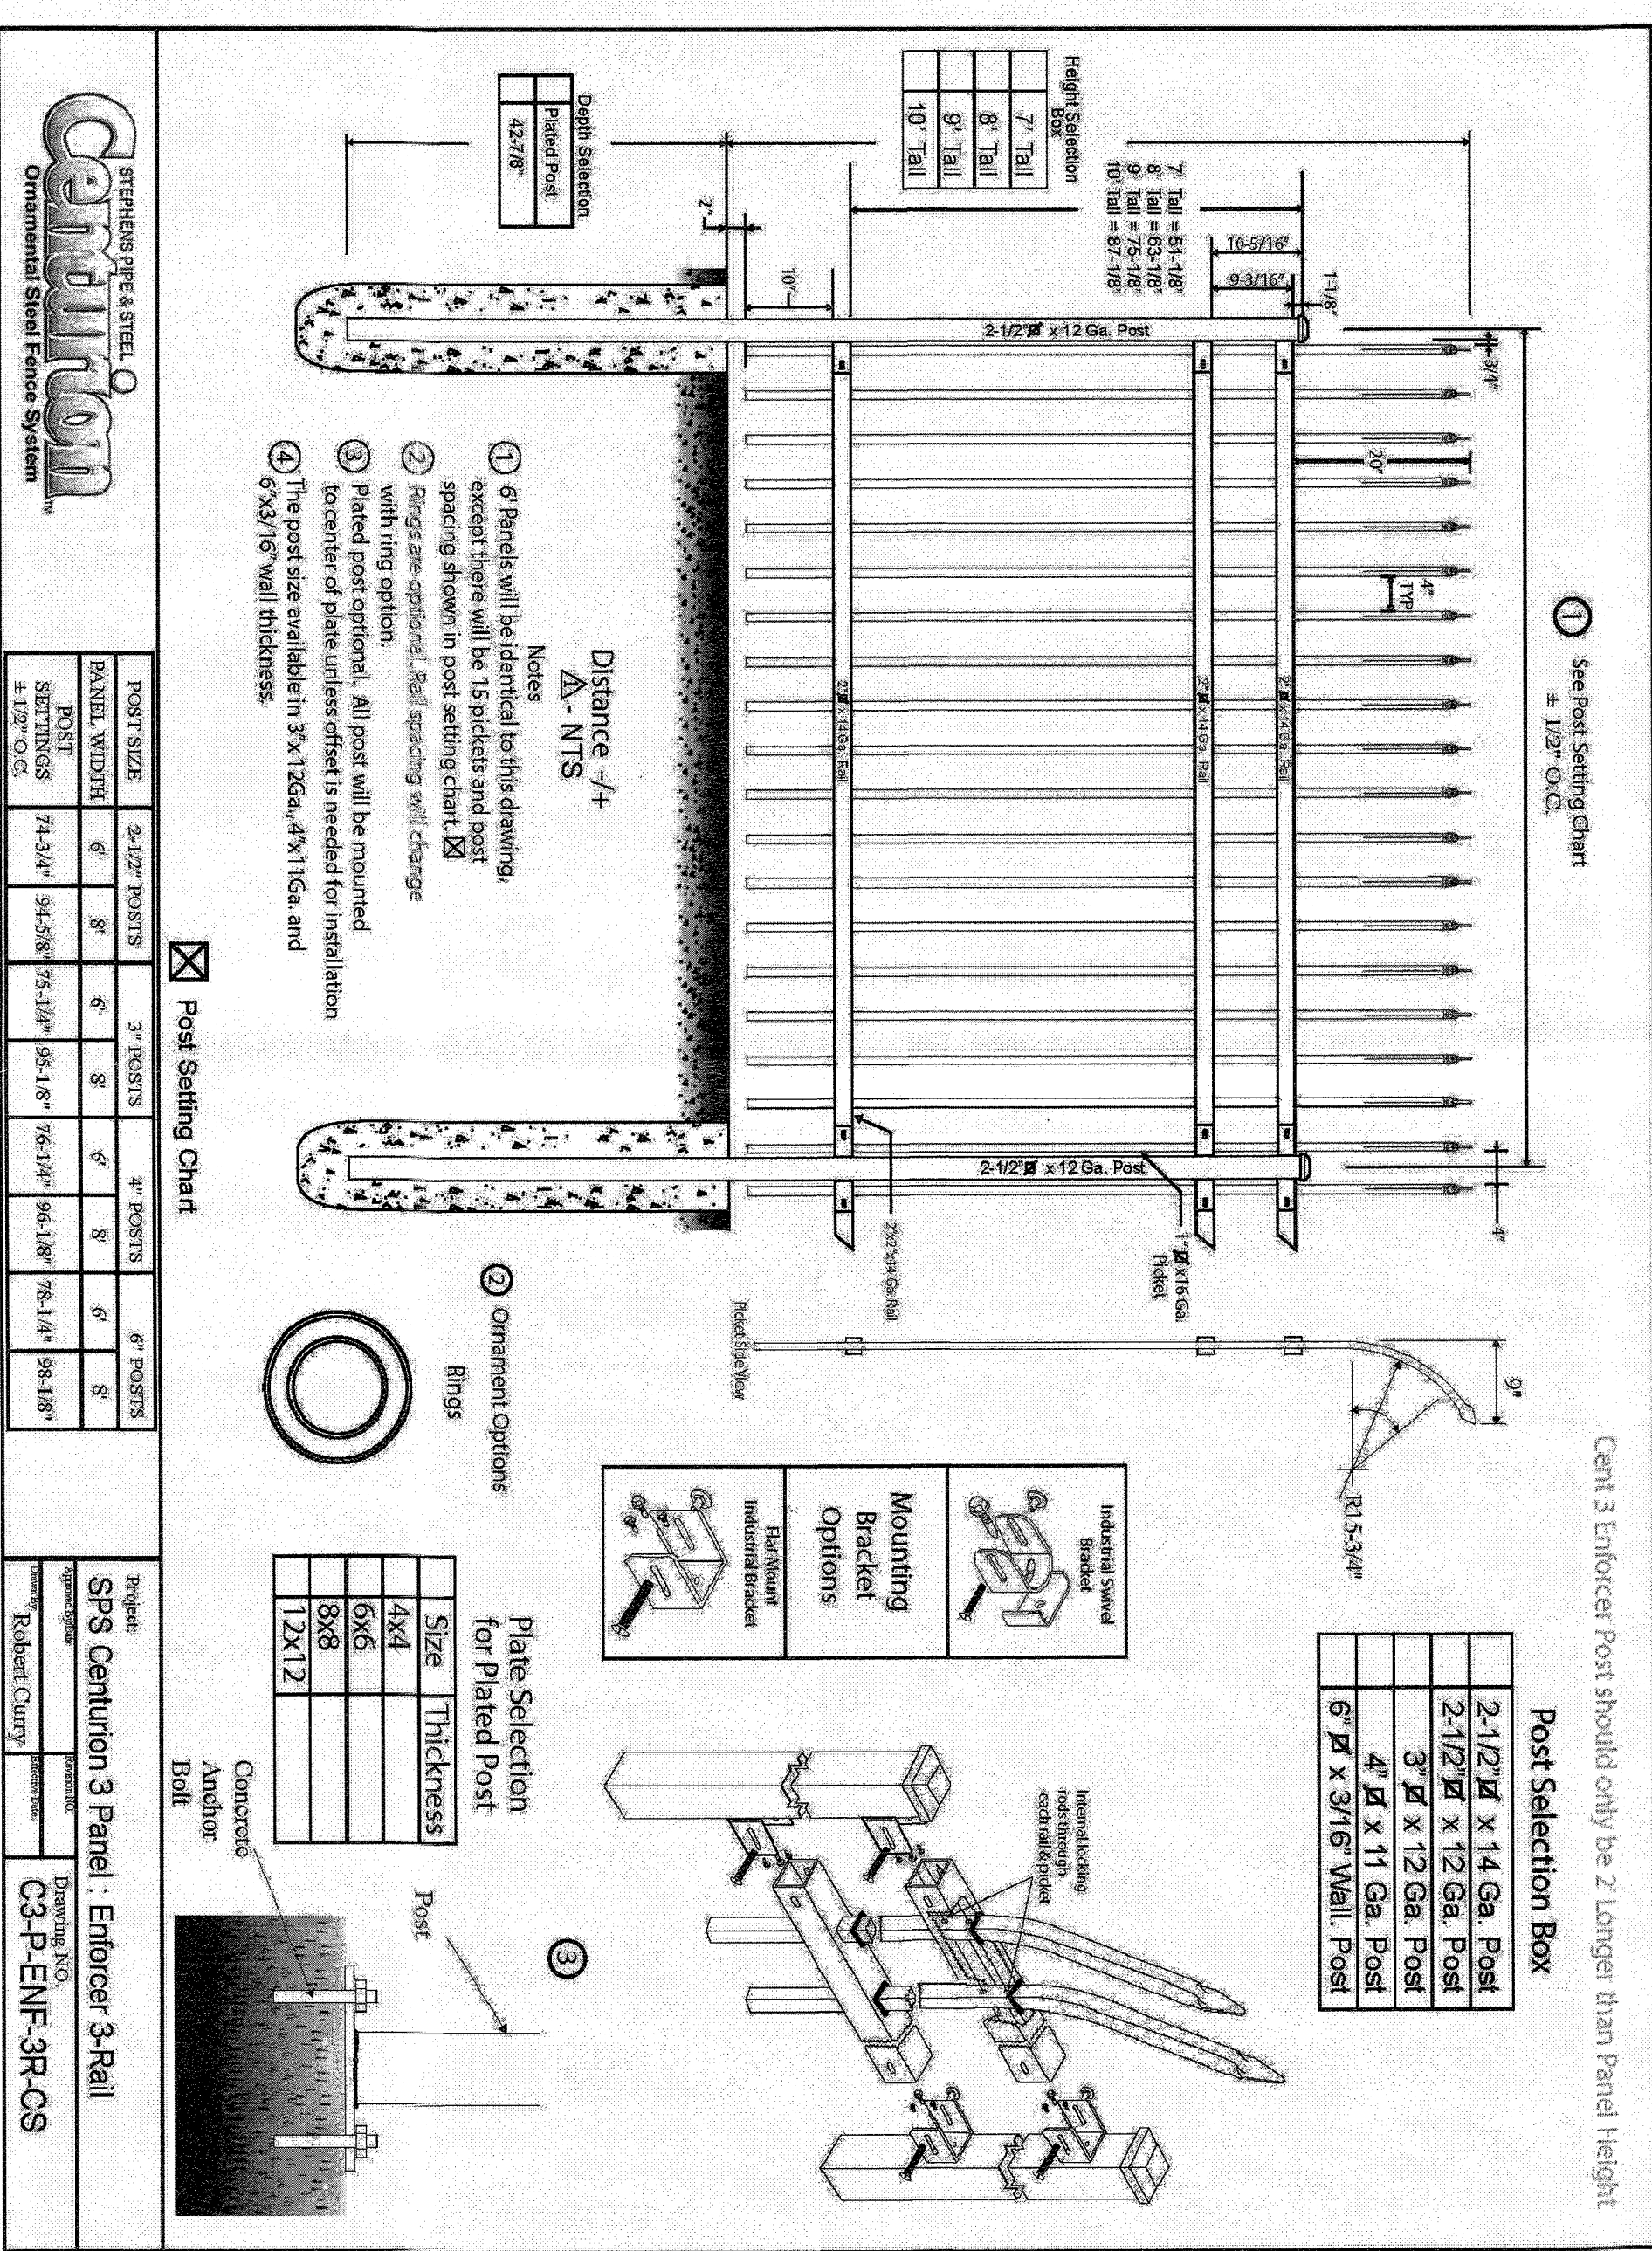 Cent 3 Enforcer Post should only be 2' Longer than Panel Height
① See Post Setting Chart
± 1/2" O.C.
3/4"
20"
4"
TYP
4"
1-1/8"
10-5/16"
9-3/16"
7' Tall = 51-1/8"
8' Tall = 63-1/8"
9' Tall = 75-1/8"
10' Tall = 87-1/8"
Height Selection
Box
7' Tall
8' Tall
9' Tall
10' Tall
10"
2"
Depth Selection
Plated Post
42-7/8"
2-1/2" x 12 Ga. Post
2-1/2" x 12 Ga. Post
2" x 14 Ga. Rail
2" x 14 Ga. Rail
2" x 14 Ga. Rail
1" x 16 Ga.
Picket
2"x2"x14 Ga. Rail
9"
R15-3/4"
Picket Side View
Post Selection Box
2-1/2" x 14 Ga. Post
2-1/2" x 12 Ga. Post
3" x 12 Ga. Post
4" x 11 Ga. Post
6" x 3/16" Wall. Post
Industrial Swivel
Bracket
Mounting
Bracket
Options
Flat Mount
Industrial Bracket
Internal locking
rods through
each rail & picket
Distance -/+
⚠ - NTS
Notes
① 6' Panels will be identical to this drawing,
except there will be 15 pickets and post
spacing shown in post setting chart. ☒
② Rings are optional. Rail spacing will change
with ring option.
③ Plated post optional. All post will be mounted
to center of plate unless offset is needed for installation
④ The post size available in 3"x 12Ga., 4"x11Ga. and
6"x3/16" wall thickness.
② Ornament Options
Rings
Plate Selection
for Plated Post
Size Thickness
4x4
6x6
8x8
12x12
③
Post
Concrete
Anchor
Bolt
☒ Post Setting Chart
STEPHENS PIPE & STEEL
Centurion™
Ornamental Steel Fence System
POST SIZE 2-1/2" POSTS 3" POSTS 4" POSTS 6" POSTS
PANEL WIDTH 6' 8' 6' 8' 6' 8' 6' 8'
POST
SETTINGS
± 1/2" O.C. 74-3/4" 94-5/8" 75-1/4" 95-1/8" 76-1/4" 96-1/8" 78-1/4" 98-1/8"
Project:
SPS Centurion 3 Panel : Enforcer 3-Rail
Approved By/Date:
Revision NO.
Drawn By:
Robert Curry
Effective Date:
Drawing NO.
C3-P-ENF-3R-CS